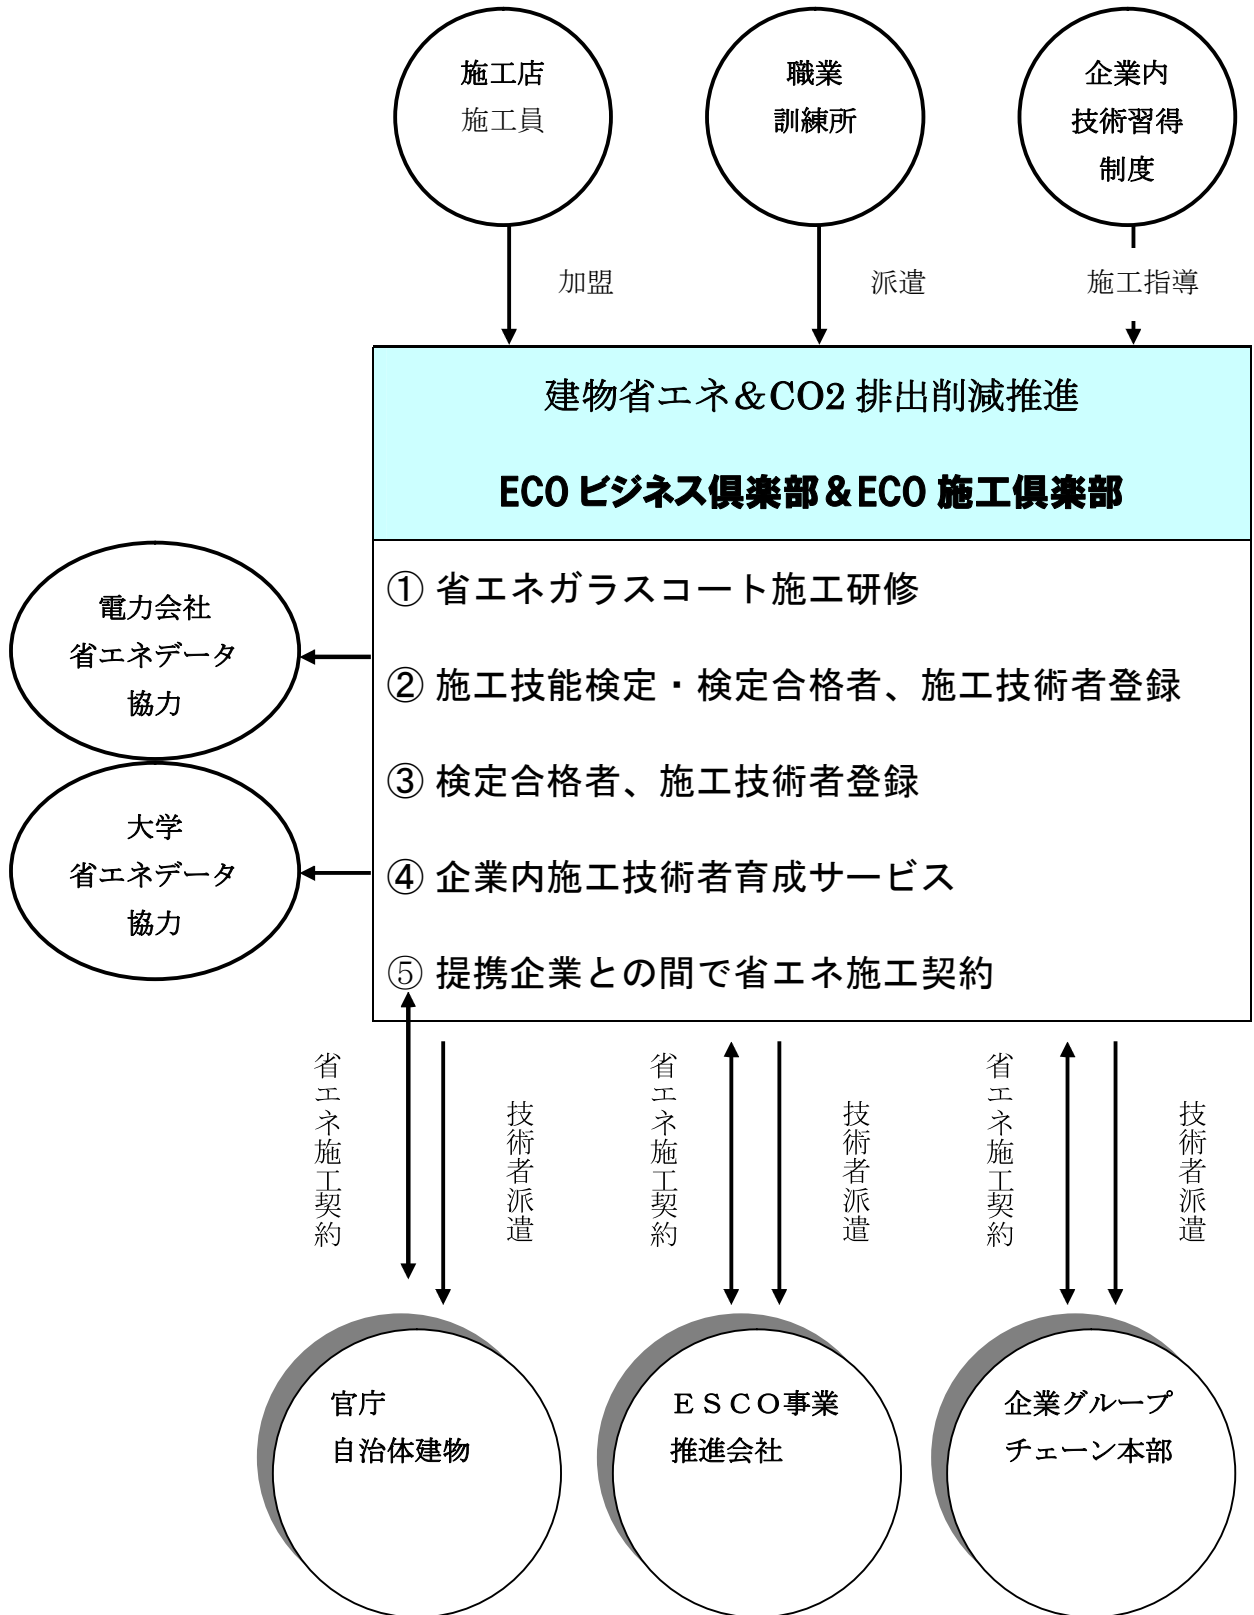 施工店
施工員
職業
訓練所
企業内
技術習得
制度
加盟
派遣
施工指導
建物省エネ＆CO2 排出削減推進
ECO ビジネス倶楽部＆ECO 施工倶楽部
① 省エネガラスコート施工研修
② 施工技能検定・検定合格者、施工技術者登録
③ 検定合格者、施工技術者登録
④ 企業内施工技術者育成サービス
⑤ 提携企業との間で省エネ施工契約
電力会社
省エネデータ
協力
大学
省エネデータ
協力
省エネ施工契約
技術者派遣
省エネ施工契約
技術者派遣
省エネ施工契約
技術者派遣
官庁
自治体建物
ＥＳＣＯ事業
推進会社
企業グループ
チェーン本部